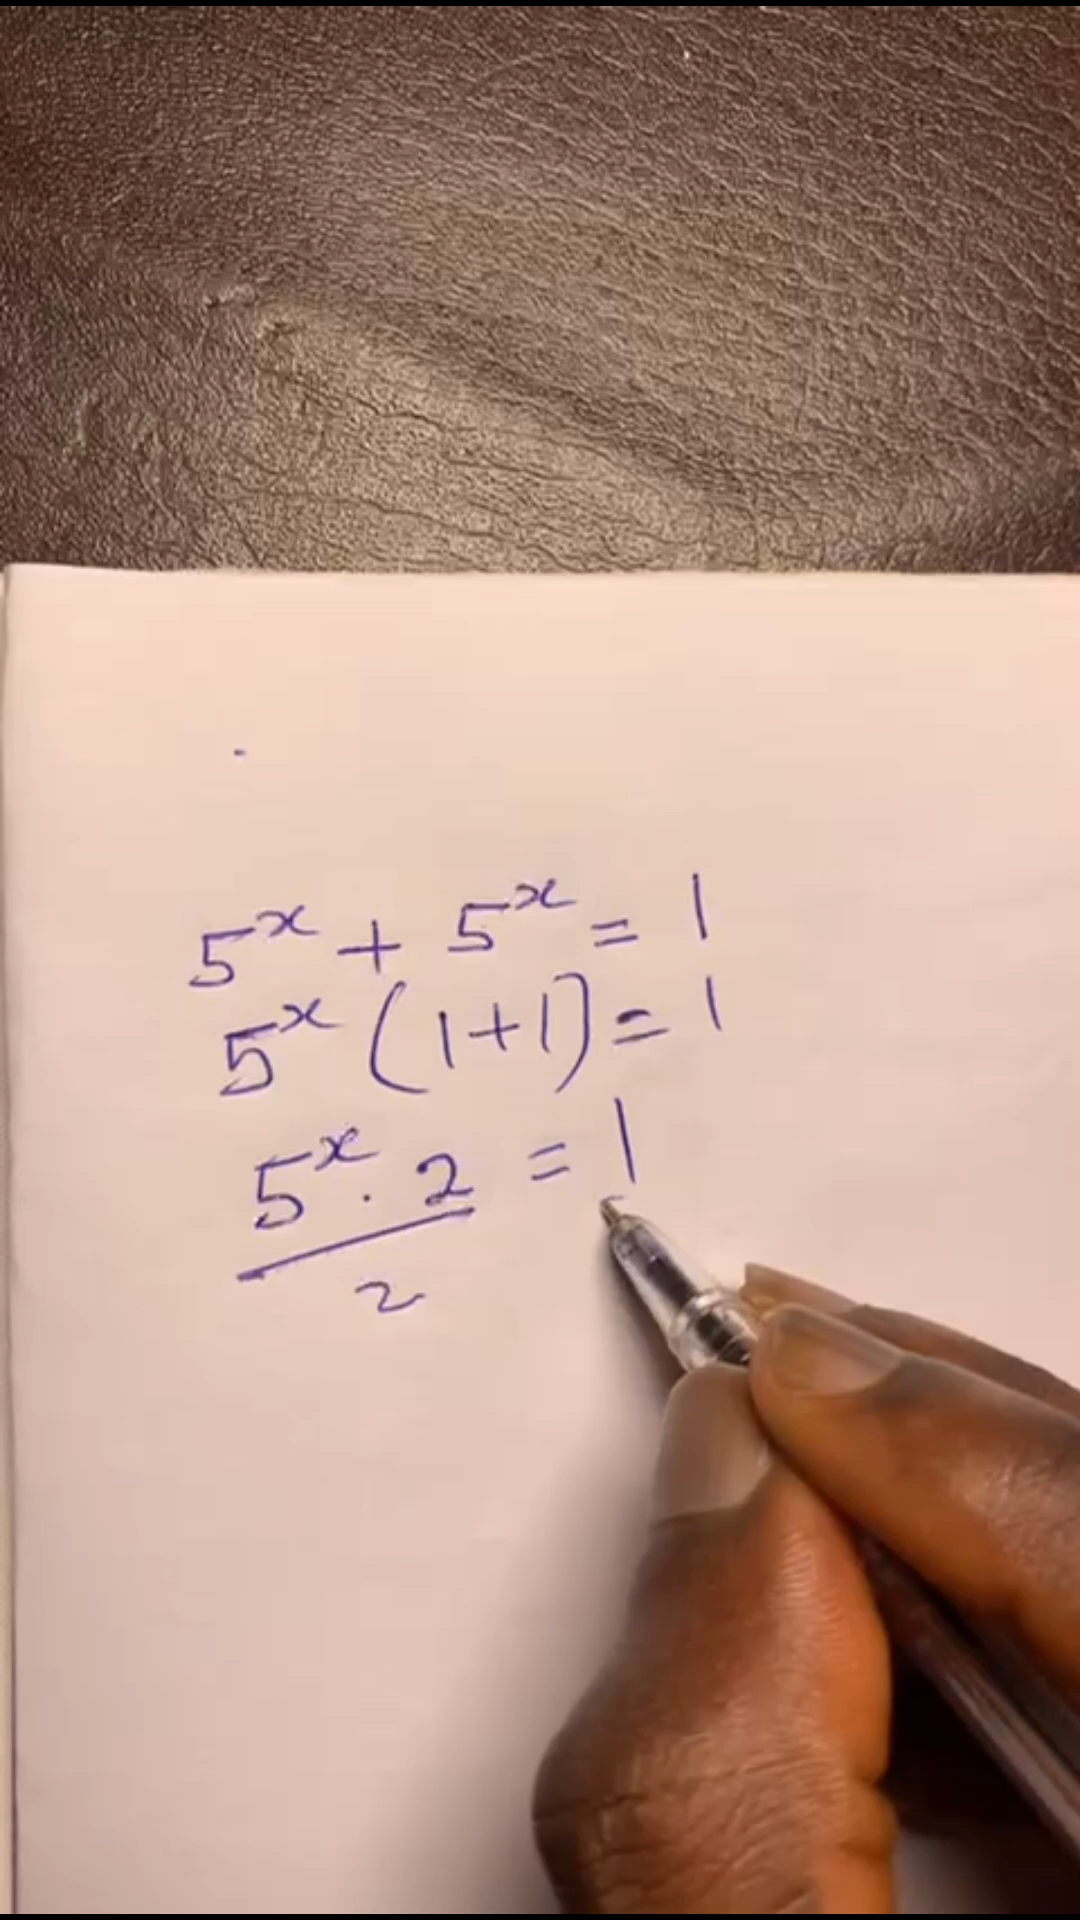 5^x + 5^x = 1
5^x (1+1) = 1
5^x . 2 = 1
2